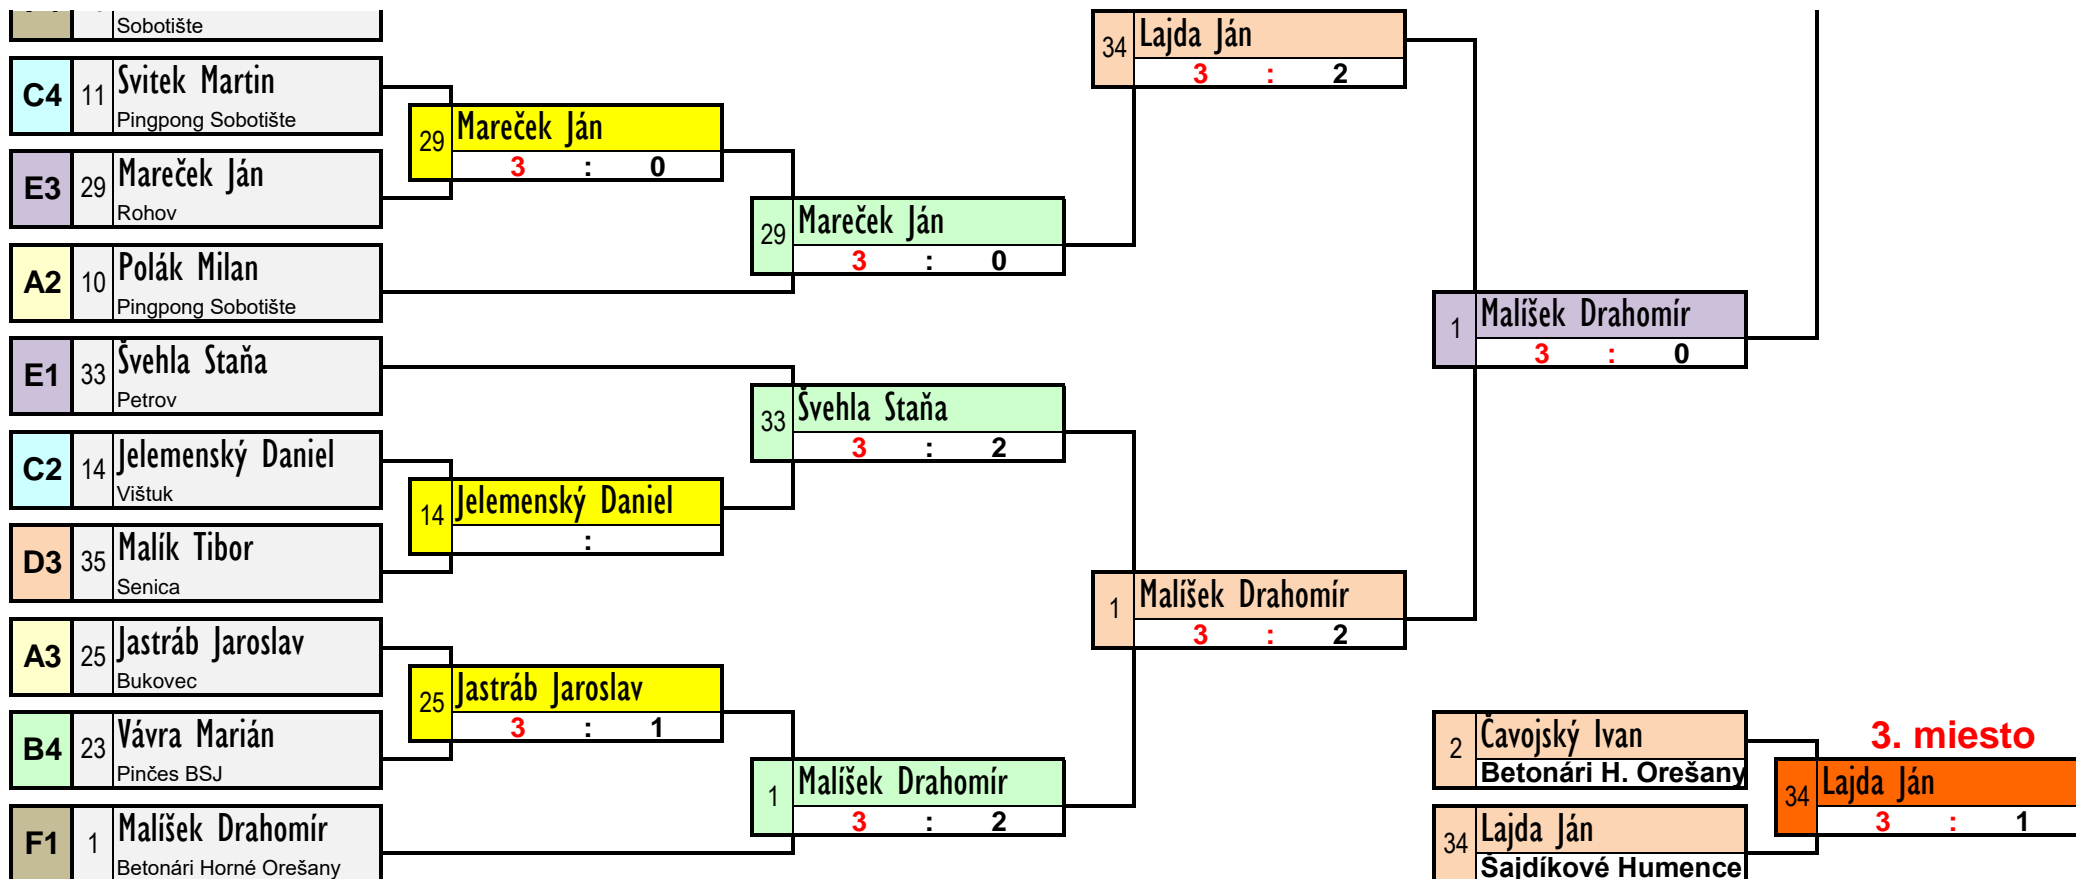 Sobotište
C4 11 Svitek Martin
Pingpong Sobotište
E3 29 Mareček Ján
Rohov
A2 10 Polák Milan
Pingpong Sobotište
E1 33 Švehla Staňa
Petrov
C2 14 Jelemenský Daniel
Vištuk
D3 35 Malík Tibor
Senica
A3 25 Jastráb Jaroslav
Bukovec
B4 23 Vávra Marián
Pinčes BSJ
F1 1 Malíšek Drahomír
Betonári Horné Orešany
29 Mareček Ján
3 : 0
14 Jelemenský Daniel
:
25 Jastráb Jaroslav
3 : 1
29 Mareček Ján
3 : 0
33 Švehla Staňa
3 : 2
1 Malíšek Drahomír
3 : 2
34 Lajda Ján
3 : 2
1 Malíšek Drahomír
3 : 2
1 Malíšek Drahomír
3 : 0
2 Čavojský Ivan
Betonári H. Orešany
34 Lajda Ján
Šajdíkové Humence
3. miesto
34 Lajda Ján
3 : 1